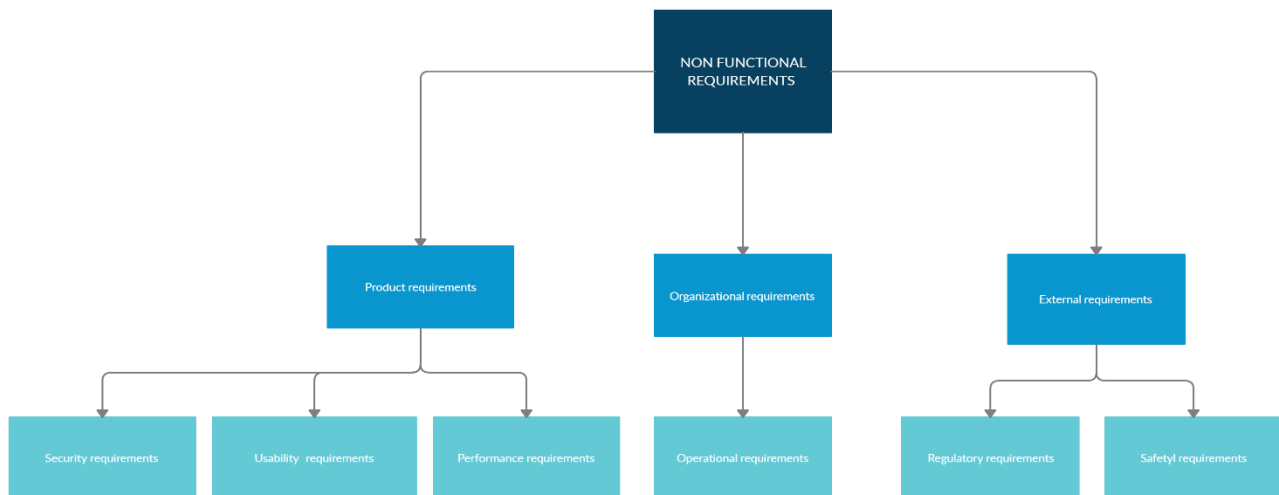 NON FUNCTIONAL
REQUIREMENTS
Product requirements
Organizational requirements
External requirements
Security requirements
Usability requirements
Performance requirements
Operational requirements
Regulatory requirements
Safetyl requirements